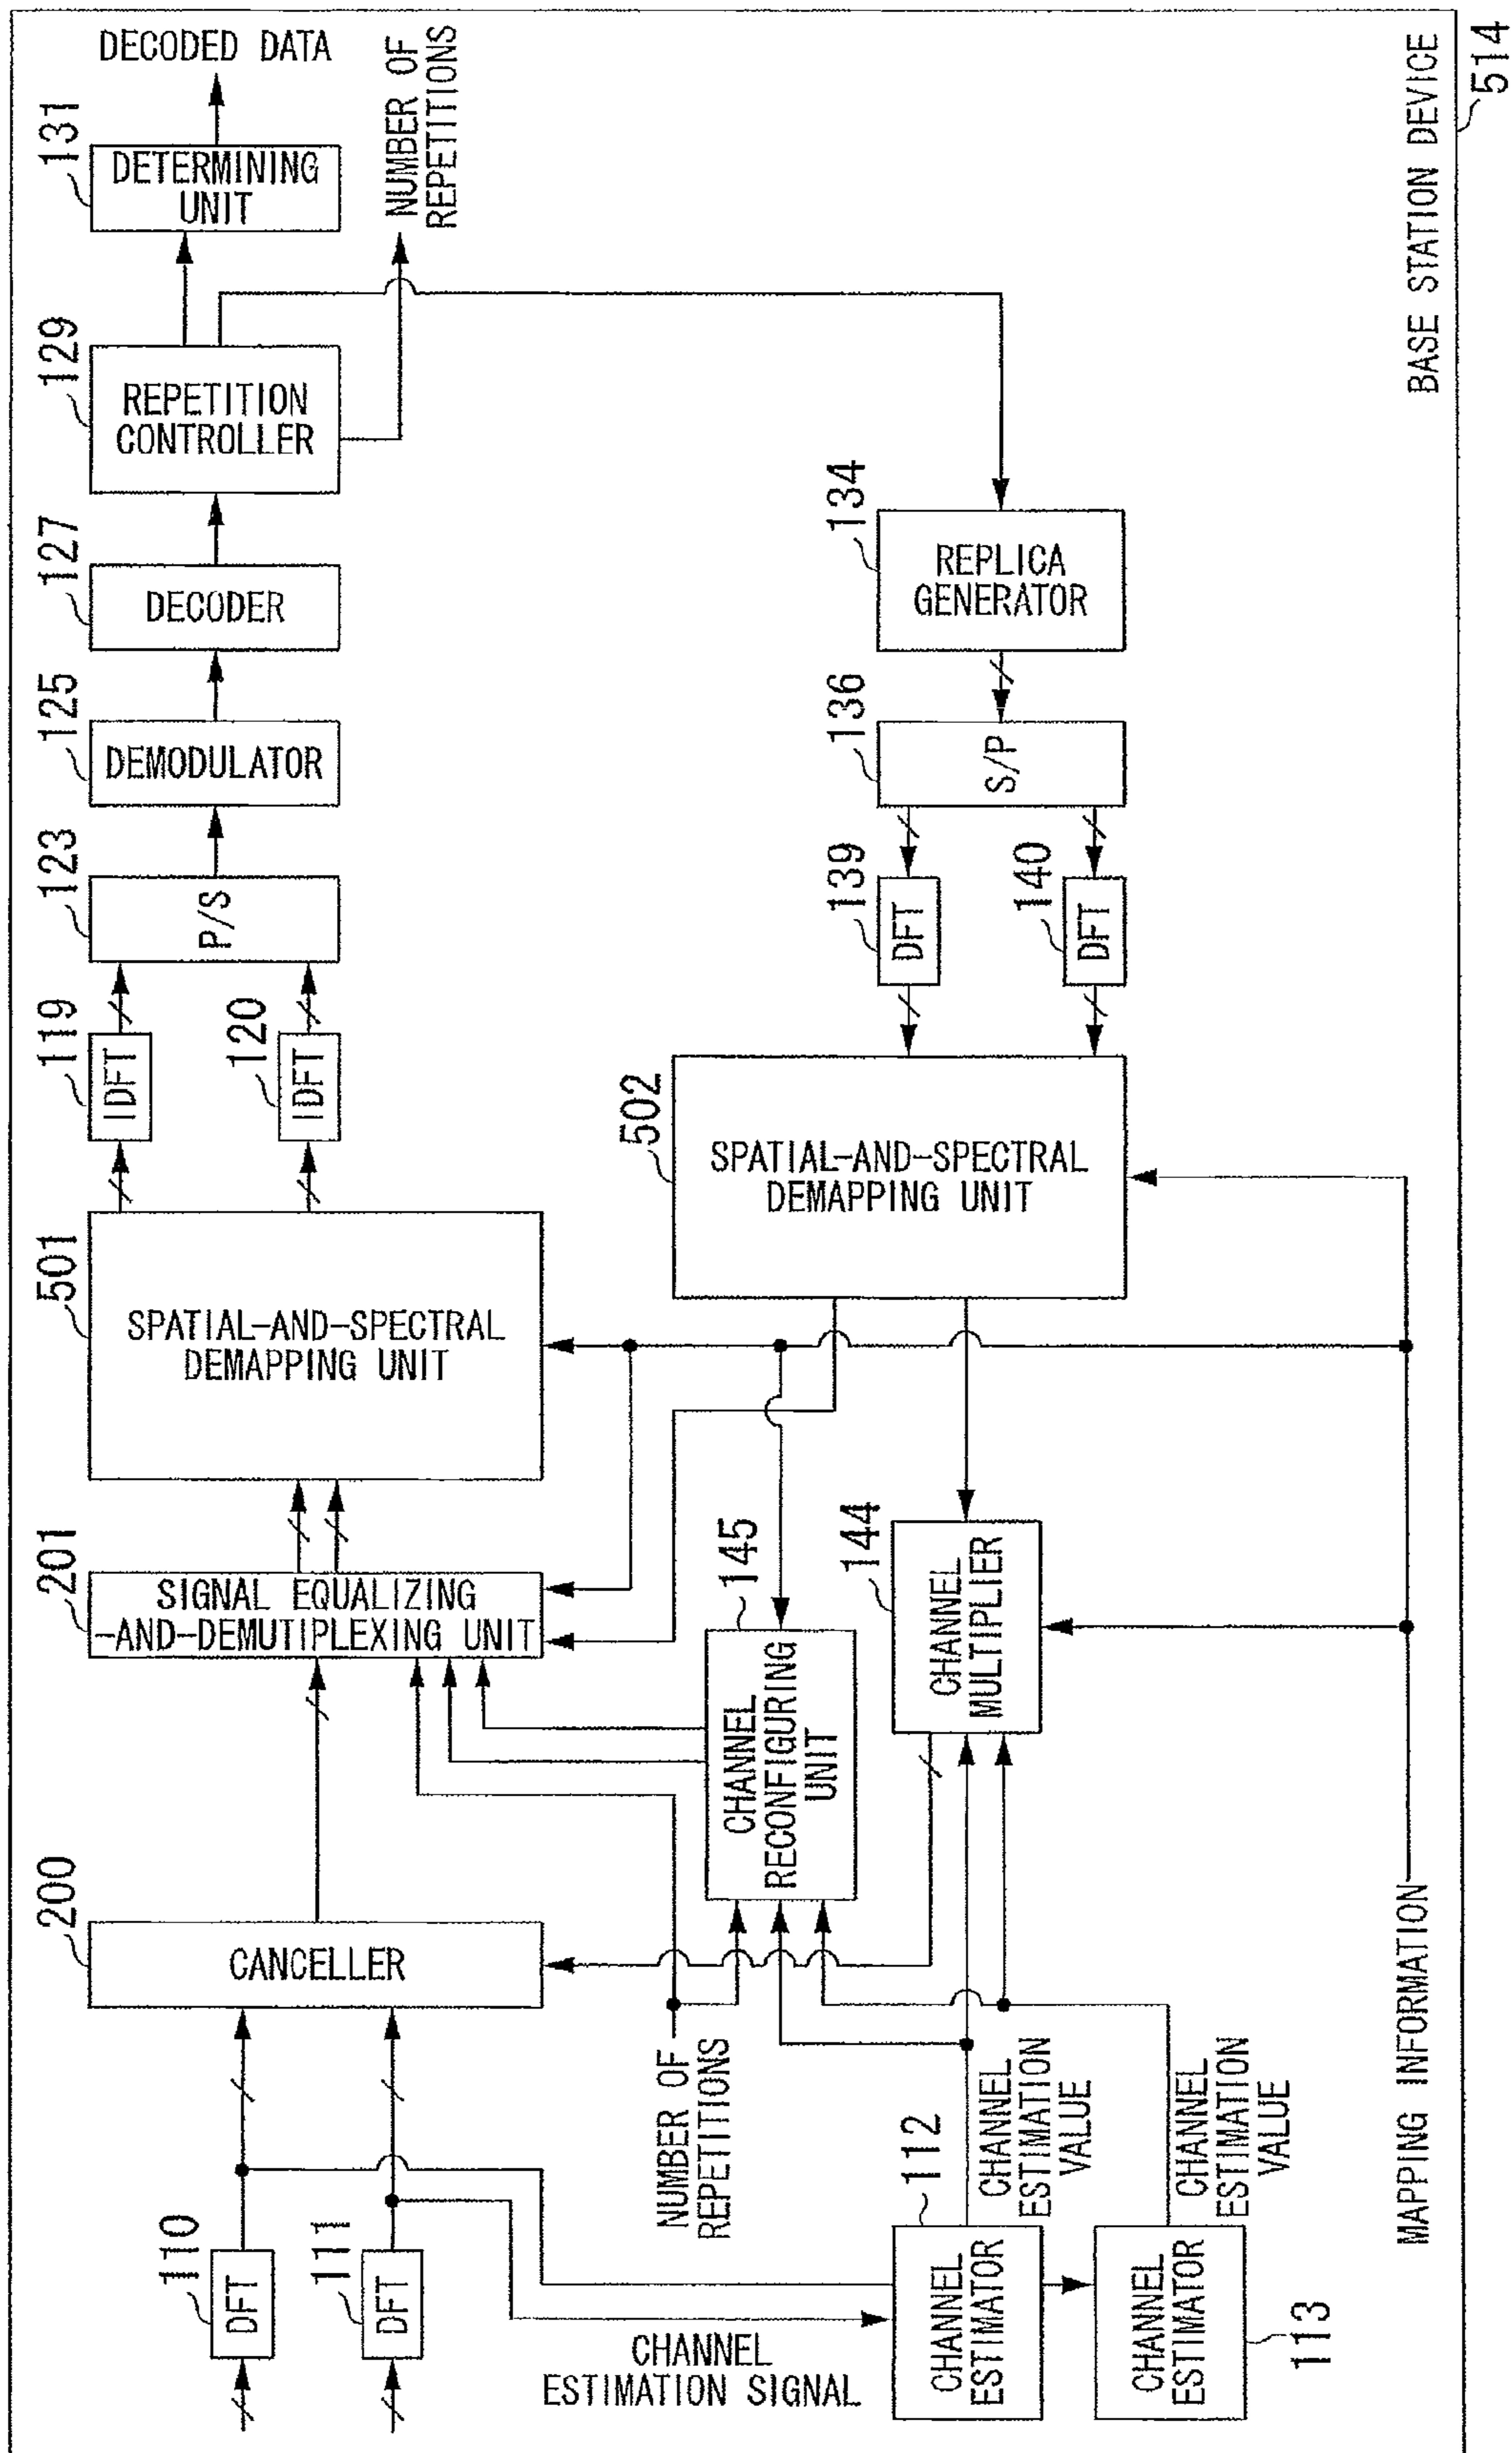 110
DFT
111
DFT
CHANNEL
ESTIMATION SIGNAL
200
CANCELLER
201
SIGNAL EQUALIZING
-AND-DEMUTIPLEXING UNIT
501
SPATIAL-AND-SPECTRAL
DEMAPPING UNIT
119
IDFT
120
IDFT
123
P/S
125
DEMODULATOR
127
DECODER
129
REPETITION
CONTROLLER
131
DETERMINING
UNIT
DECODED DATA
NUMBER OF
REPETITIONS
NUMBER OF
REPETITIONS
145
CHANNEL
RECONFIGURING
UNIT
112
CHANNEL
ESTIMATOR
CHANNEL
ESTIMATION
VALUE
113
CHANNEL
ESTIMATOR
CHANNEL
ESTIMATION
VALUE
144
CHANNEL
MULTIPLIER
502
SPATIAL-AND-SPECTRAL
DEMAPPING UNIT
139
DFT
140
DFT
136
S/P
134
REPLICA
GENERATOR
MAPPING INFORMATION
BASE STATION DEVICE
514